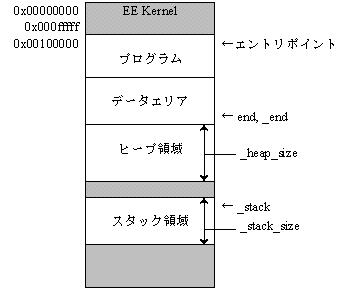 0x00000000
EE Kernel
0x000fffff
0x00100000
←エントリポイント
プログラム
データエリア
← end, _end
ヒープ領域
_heap_size
← _stack
スタック領域
_stack_size